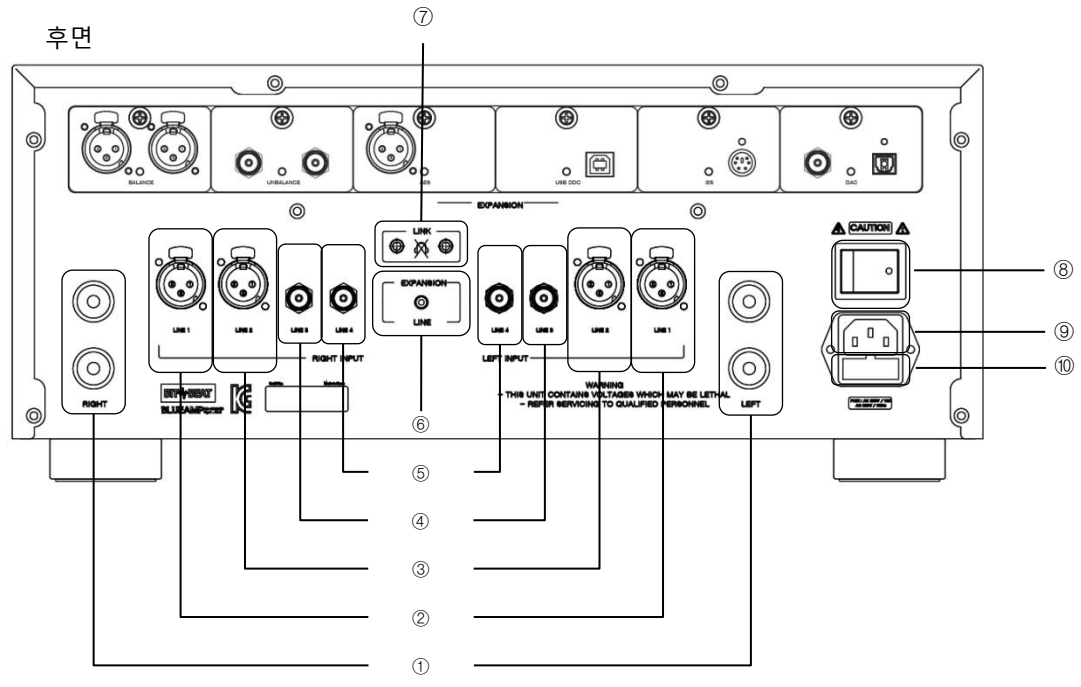 ⑦
후면
BALANCE
UNBALANCE
AES
USB DDC
I2S
DAC
EXPANSION
LINK
CAUTION
EXPANSION
LINE
LINE 1
LINE 2
LINE 3
LINE 4
LINE 4
LINE 3
LINE 2
LINE 1
RIGHT INPUT
LEFT INPUT
RIGHT
LEFT
WARNING
- THIS UNIT CONTAINS VOLTAGES WHICH MAY BE LETHAL
- REFER SERVICING TO QUALIFIED PERSONNEL
⑧
⑨
⑩
⑥
⑤
④
③
②
①